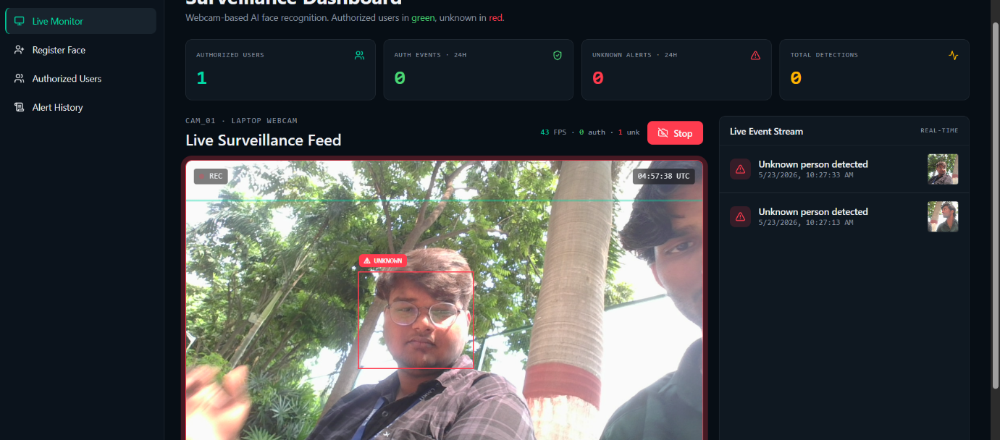 Surveillance Dashboard
Webcam-based AI face recognition. Authorized users in green, unknown in red.
Live Monitor
Register Face
Authorized Users
Alert History
AUTHORIZED USERS
1
AUTH EVENTS · 24H
0
UNKNOWN ALERTS · 24H
0
TOTAL DETECTIONS
0
CAM_01 · LAPTOP WEBCAM
Live Surveillance Feed
43 FPS · 0 auth · 1 unk
Stop
REC
04:57:38 UTC
UNKNOWN
Live Event Stream
REAL-TIME
Unknown person detected
5/23/2026, 10:27:33 AM
Unknown person detected
5/23/2026, 10:27:13 AM